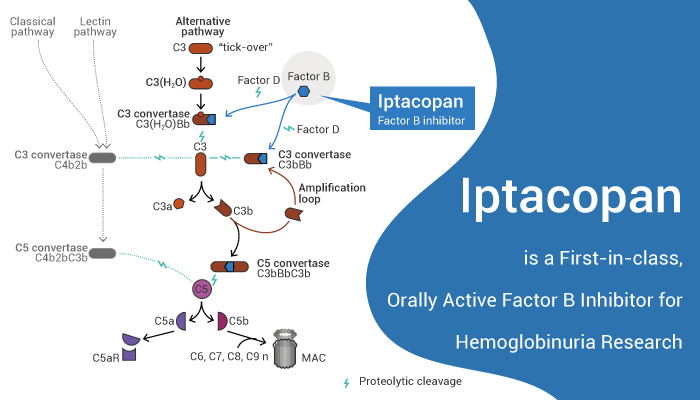 Classical
pathway
Lectin
pathway
Alternative
pathway
C3
“tick-over”
C3(H₂O)
Factor D
Factor B
Iptacopan
Factor B inhibitor
C3 convertase
C3(H₂O)Bb
Factor D
C3
C3 convertase
C4b2b
C3 convertase
C3bBb
Amplification
loop
C3a
C3b
C5 convertase
C4b2bC3b
C5 convertase
C3bBbC3b
C5
C5a
C5b
C5aR
C6, C7, C8, C9 n
MAC
Proteolytic cleavage
Iptacopan
is a First-in-class,
Orally Active Factor B Inhibitor for
Hemoglobinuria Research